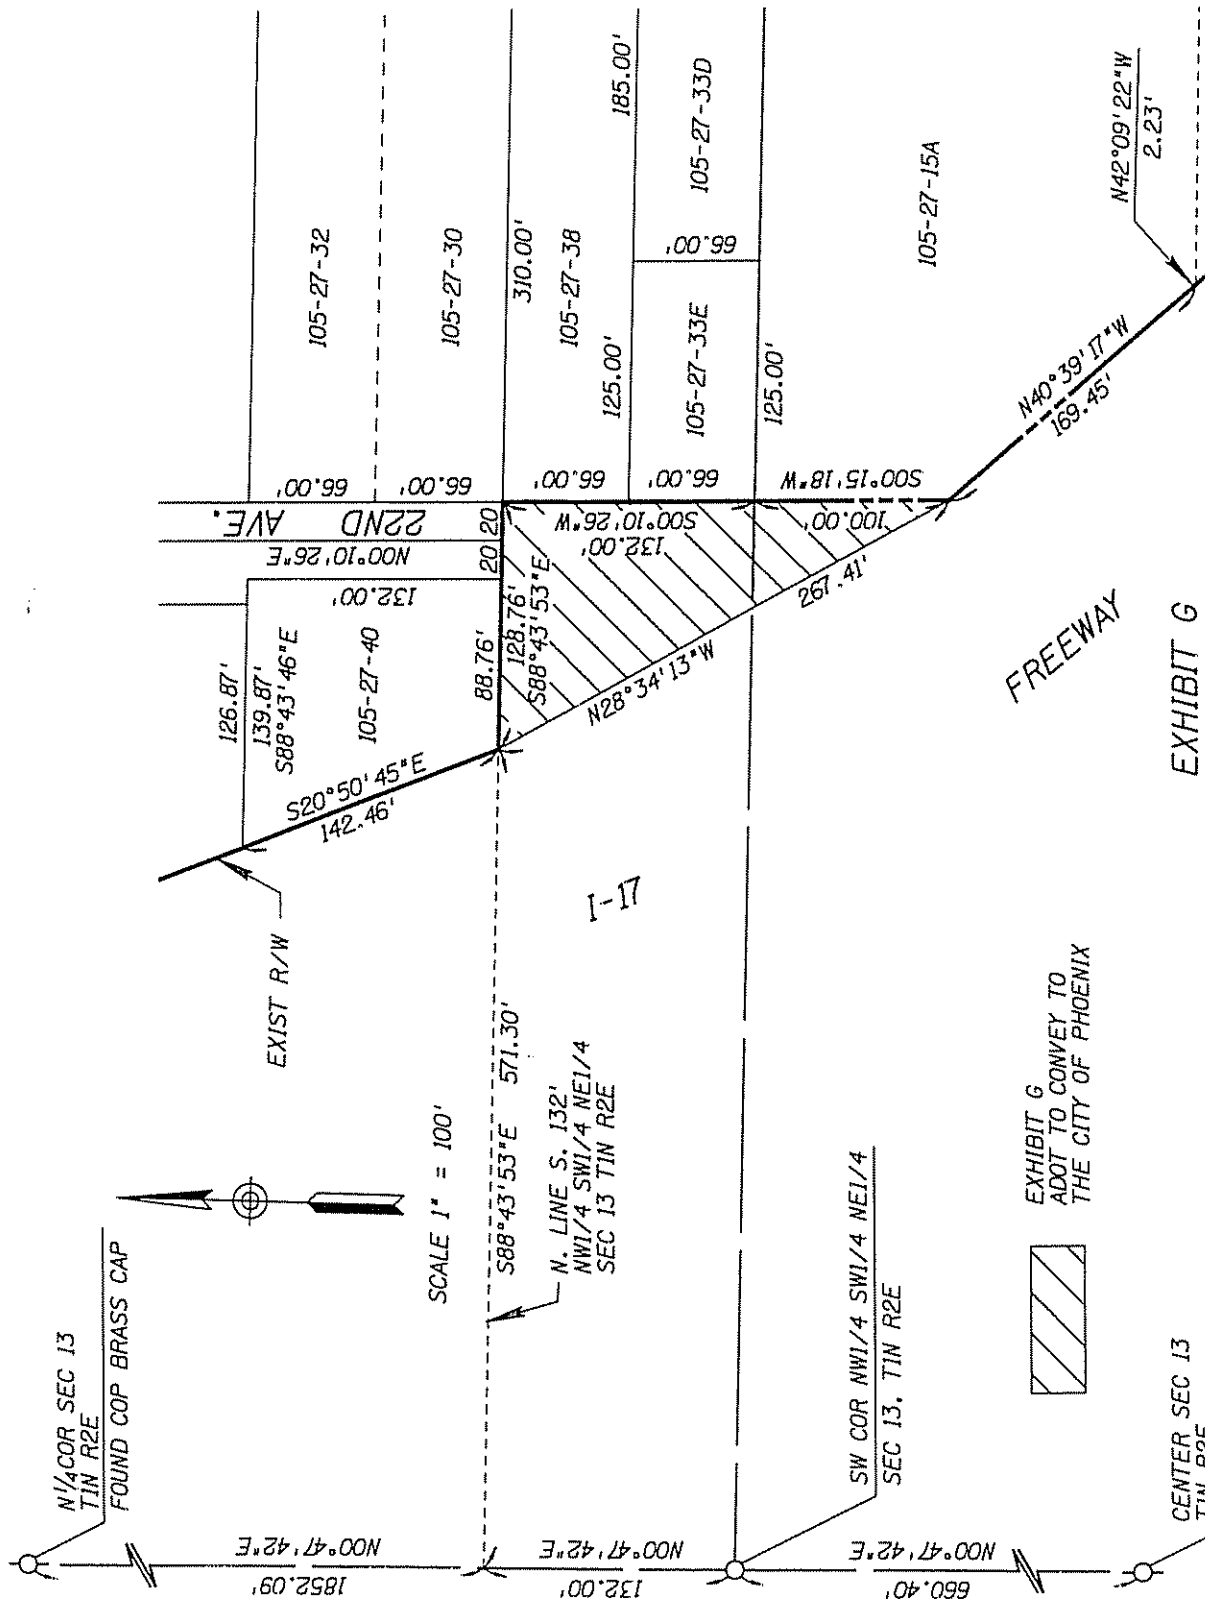 N1/4COR SEC 13
T1N R2E
FOUND COP BRASS CAP
1852.09'
N00°47'42"E
132.00'
N00°47'42"E
660.40'
N00°47'42"E
CENTER SEC 13
T1N R2E
SW COR NW1/4 SW1/4 NE1/4
SEC 13, T1N R2E
SCALE 1" = 100'
S88°43'53"E 571.30'
N. LINE S. 132'
NW1/4 SW1/4 NE1/4
SEC 13 T1N R2E
EXIST R/W
I-17
FREEWAY
S20°50'45"E
142.46'
126.87'
139.87'
S88°43'46"E
105-27-40
132.00'
N00°10'26"E
22ND AVE.
20
20
88.76'
128.76'
S88°43'53"E
N28°34'13"W
267.41'
132.00'
S00°10'26"W
100.00'
S00°15'18"W
66.00'
66.00'
66.00'
66.00'
105-27-32
105-27-30
310.00'
105-27-38
125.00'
185.00'
105-27-33E
66.00'
105-27-33D
125.00'
105-27-15A
N40°39'17"W
169.45'
N42°09'22"W
2.23'
EXHIBIT G
ADOT TO CONVEY TO
THE CITY OF PHOENIX
EXHIBIT G